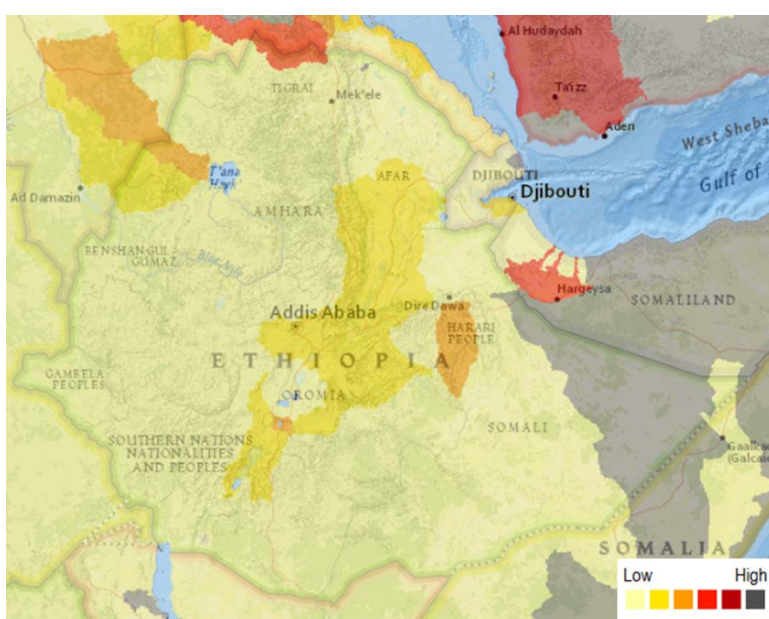 Al Hudaydah
TIGRAI
Mek'ele
Ta'izz
Aden
West Sheba
T'ana
Hayk'
AFAR
DJIBOUTI
Djibouti
Gulf of
Ad Damazin
AMHARA
BENSHANGUL-
GUMAZ
Blue Nile
Hargeysa
SOMALILAND
Addis Ababa
Dire Dawa
HARARI
PEOPLE
ETHIOPIA
GAMBELA
PEOPLES
OROMIA
SOMALI
SOUTHERN NATIONS,
NATIONALITIES
AND PEOPLES
Gaalkac
(Galcaio
SOMALIA
Low High